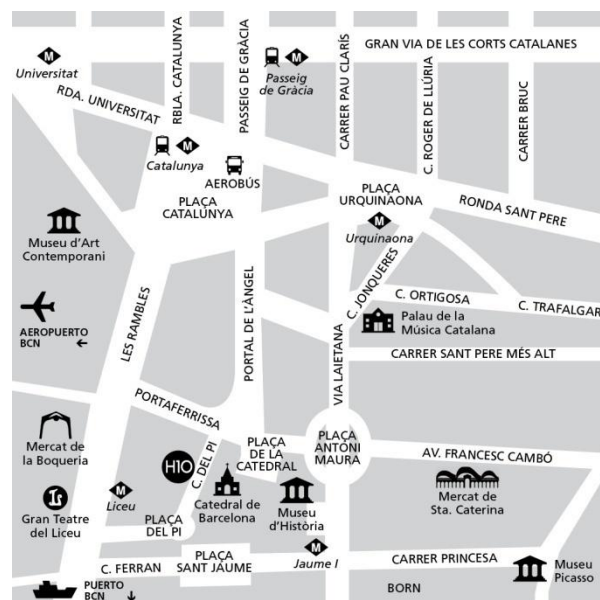 GRAN VIA DE LES CORTS CATALANES
M
Universitat
RBLA. CATALUNYA
PASSEIG DE GRÀCIA
M
Passeig
de Gràcia
CARRER PAU CLARÍS
C. ROGER DE LLÚRIA
CARRER BRUC
RDA. UNIVERSITAT
M
Catalunya
AEROBÚS
PLAÇA
CATALUNYA
PLAÇA
URQUINAONA
RONDA SANT PERE
M
Urquinaona
Museu d'Art
Contemporani
C. JONQUERES
C. ORTIGOSA
C. TRAFALGAR
AEROPUERTO
BCN ←
LES RAMBLES
PORTAL DE L'ÀNGEL
VIA LAIETANA
Palau de la
Música Catalana
CARRER SANT PERE MÉS ALT
PORTAFERRISSA
Mercat de
la Boqueria
H10
C. DEL PI
PLAÇA
DE LA
CATEDRAL
PLAÇA
ANTONI
MAURA
AV. FRANCESC CAMBÓ
M
Liceu
Gran Teatre
del Liceu
Catedral de
Barcelona
Museu
d'Història
Mercat de
Sta. Caterina
PLAÇA
DEL PI
C. FERRAN
PLAÇA
SANT JAUME
M
Jaume I
CARRER PRINCESA
Museu
Picasso
PUERTO
BCN ↓
BORN